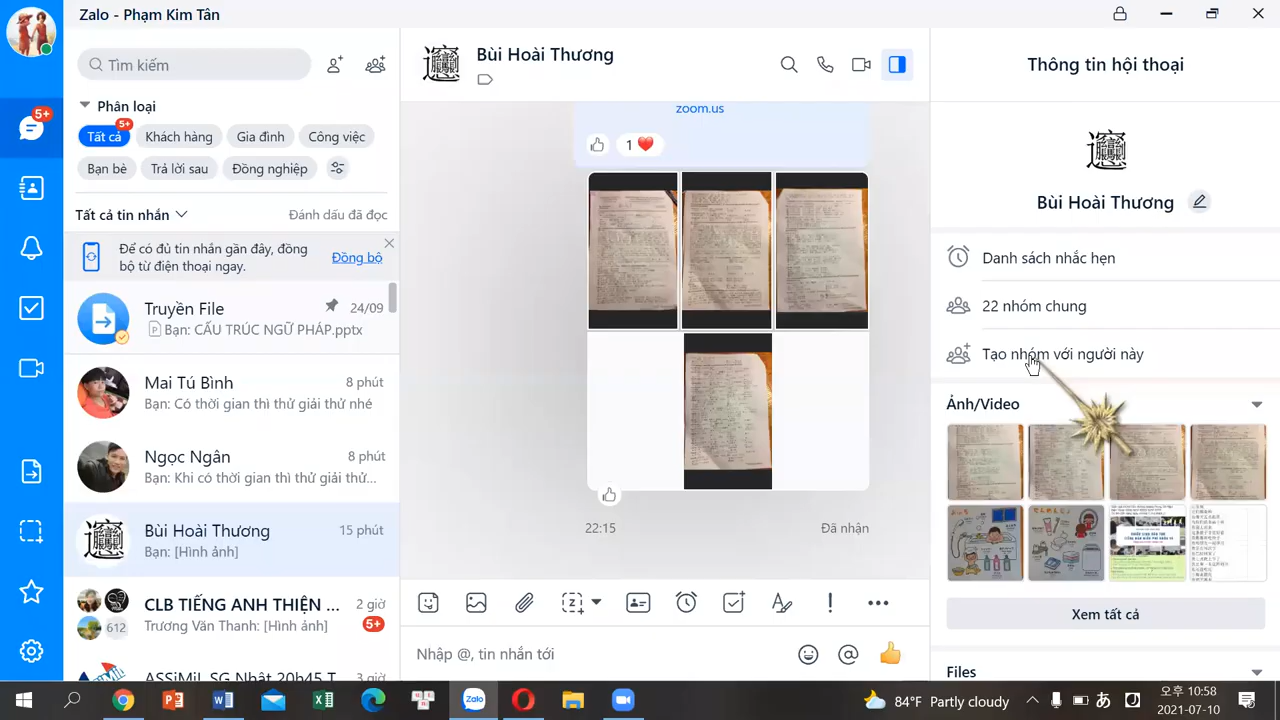 Zalo - Phạm Kim Tân
Tìm kiếm
Phân loại
Tất cả
5+
Khách hàng
Gia đình
Công việc
Bạn bè
Trả lời sau
Đồng nghiệp
Tất cả tin nhắn
Đánh dấu đã đọc
Để có đủ tin nhắn gần đây, đồng
bộ từ điện thoại ngay.
Đồng bộ
Truyền File
24/09
Bạn: CẤU TRÚC NGỮ PHÁP.pptx
Mai Tú Bình
8 phút
Bạn: Có thời gian thì thử giải thử nhé
Ngọc Ngân
8 phút
Bạn: Khi có thời gian thì thử giải thử...
Bùi Hoài Thương
15 phút
Bạn: [Hình ảnh]
CLB TIẾNG ANH THIỆN ...
2 giờ
612
Trương Văn Thanh: [Hình ảnh]
5+
ASSiMiL SG Nhật 20h45 T...
3 giờ
5+
Bùi Hoài Thương
zoom.us
1
22:15
Đã nhận
Nhập @, tin nhắn tới
Thông tin hội thoại
Bùi Hoài Thương
Danh sách nhắc hẹn
22 nhóm chung
Tạo nhóm với người này
Ảnh/Video
Xem tất cả
Files
Zalo
84°F Partly cloudy
あ
오후 10:58
2021-07-10